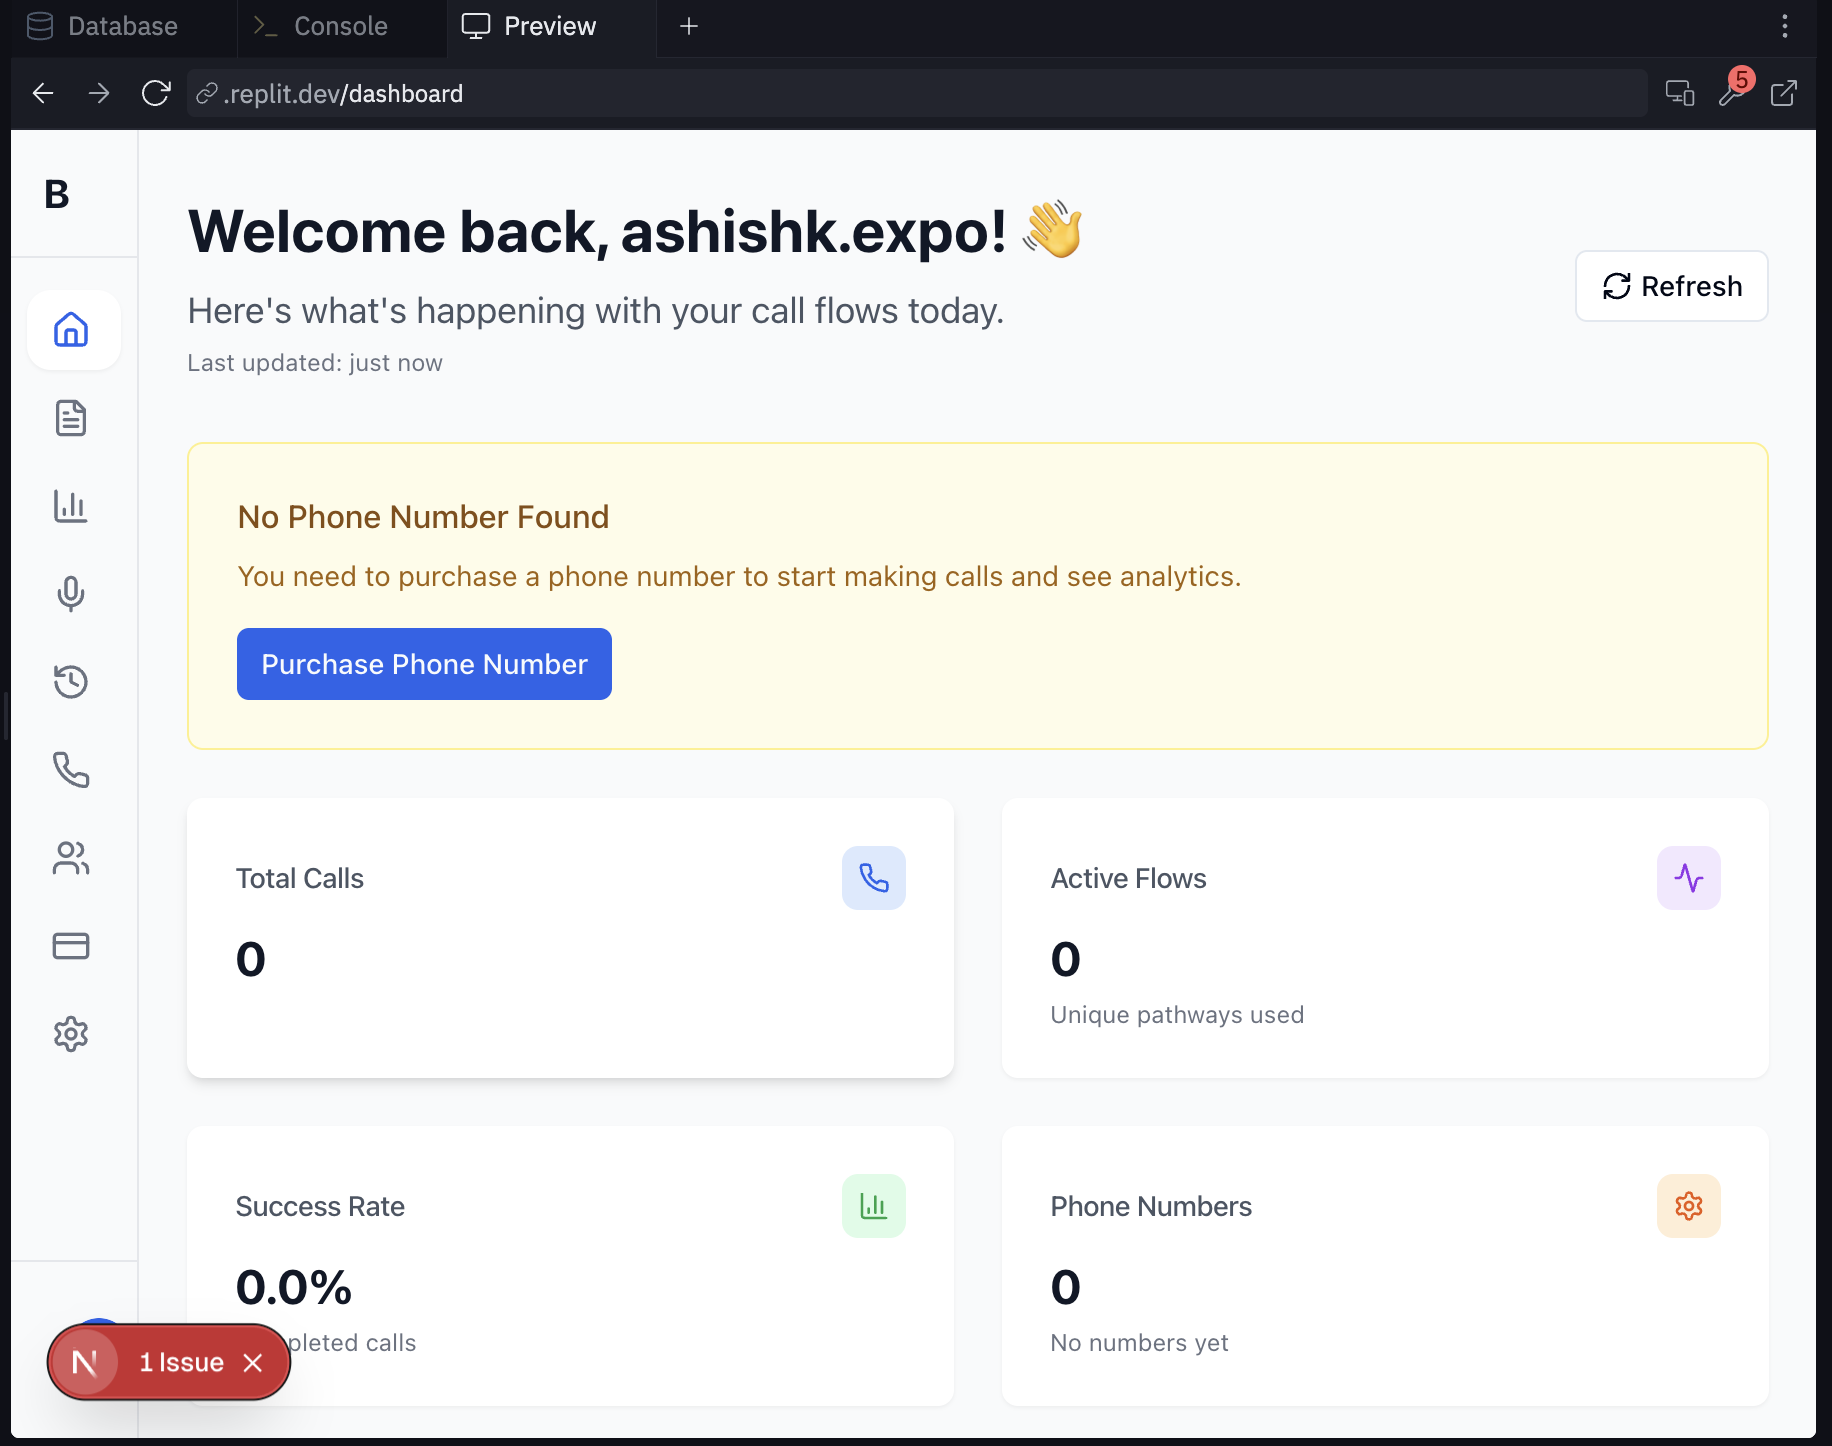 Database
Console
Preview
.replit.dev/dashboard
5
B
Welcome back, ashishk.expo! 👋
Here's what's happening with your call flows today.
Last updated: just now
Refresh
No Phone Number Found
You need to purchase a phone number to start making calls and see analytics.
Purchase Phone Number
Total Calls
0
Active Flows
0
Unique pathways used
Success Rate
0.0%
pleted calls
Phone Numbers
0
No numbers yet
N
1 Issue